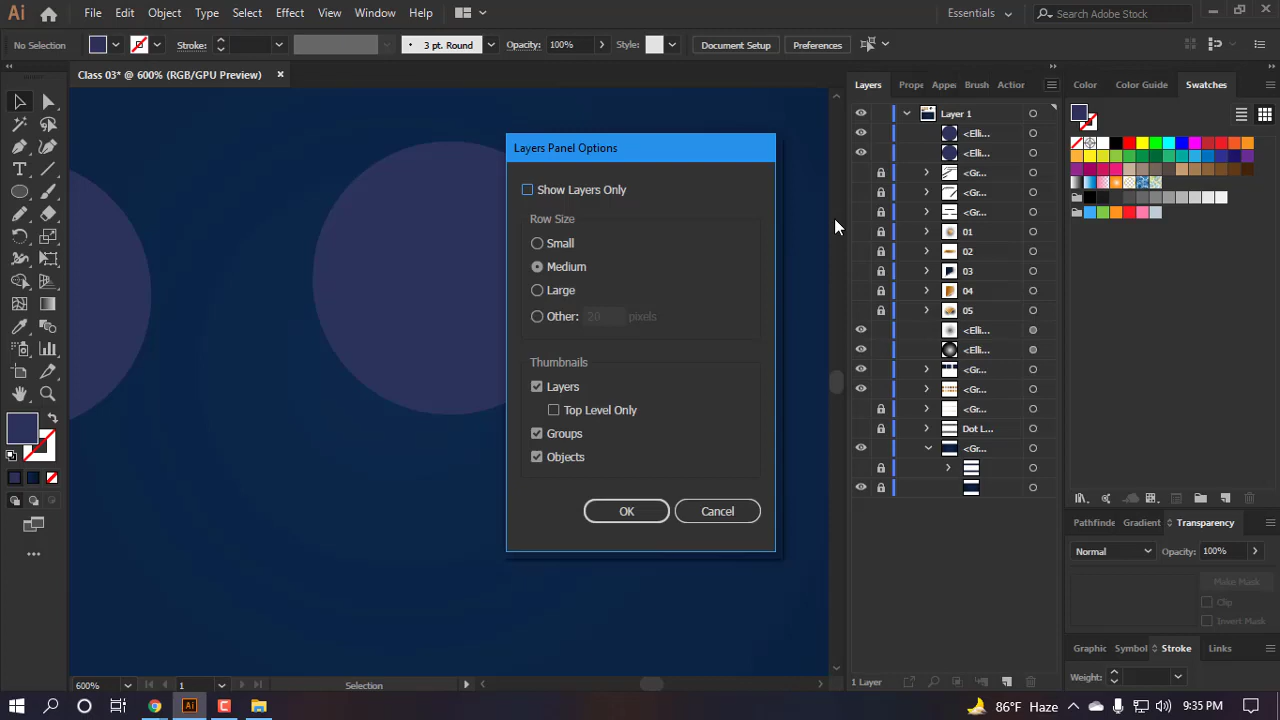 Ai File Edit Object Type Select Effect View Window Help Essentials Search Adobe Stock
No Selection Stroke: 3 pt. Round Opacity: 100% Style: Document Setup Preferences
Class 03* @ 600% (RGB/GPU Preview)
Layers Prope Appea Brush Action
Color Color Guide Swatches
Layer 1
<Elli...
<Elli...
<Gr...
<Gr...
<Gr...
01
02
03
04
05
<Elli...
<Elli...
<Gr...
<Gr...
<Gr...
Dot L...
<Gr...
Layers Panel Options
Show Layers Only
Row Size
Small
Medium
Large
Other: 20 pixels
Thumbnails
Layers
Top Level Only
Groups
Objects
OK Cancel
Pathfinde Gradient Transparency
Normal Opacity: 100%
Make Mask
Clip
Invert Mask
Graphic Symbol Stroke Links
Weight:
600% 1 Selection
1 Layer
86°F Haze 9:35 PM